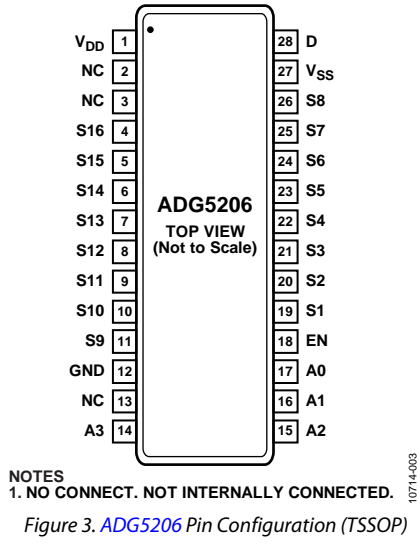 VDD 1 28 D
NC 2 27 VSS
NC 3 26 S8
S16 4 25 S7
S15 5 24 S6
S14 6 23 S5
S13 7 22 S4
S12 8 21 S3
S11 9 20 S2
S10 10 19 S1
S9 11 18 EN
GND 12 17 A0
NC 13 16 A1
A3 14 15 A2
ADG5206
TOP VIEW
(Not to Scale)
NOTES
1. NO CONNECT. NOT INTERNALLY CONNECTED.
10714-003
Figure 3. ADG5206 Pin Configuration (TSSOP)